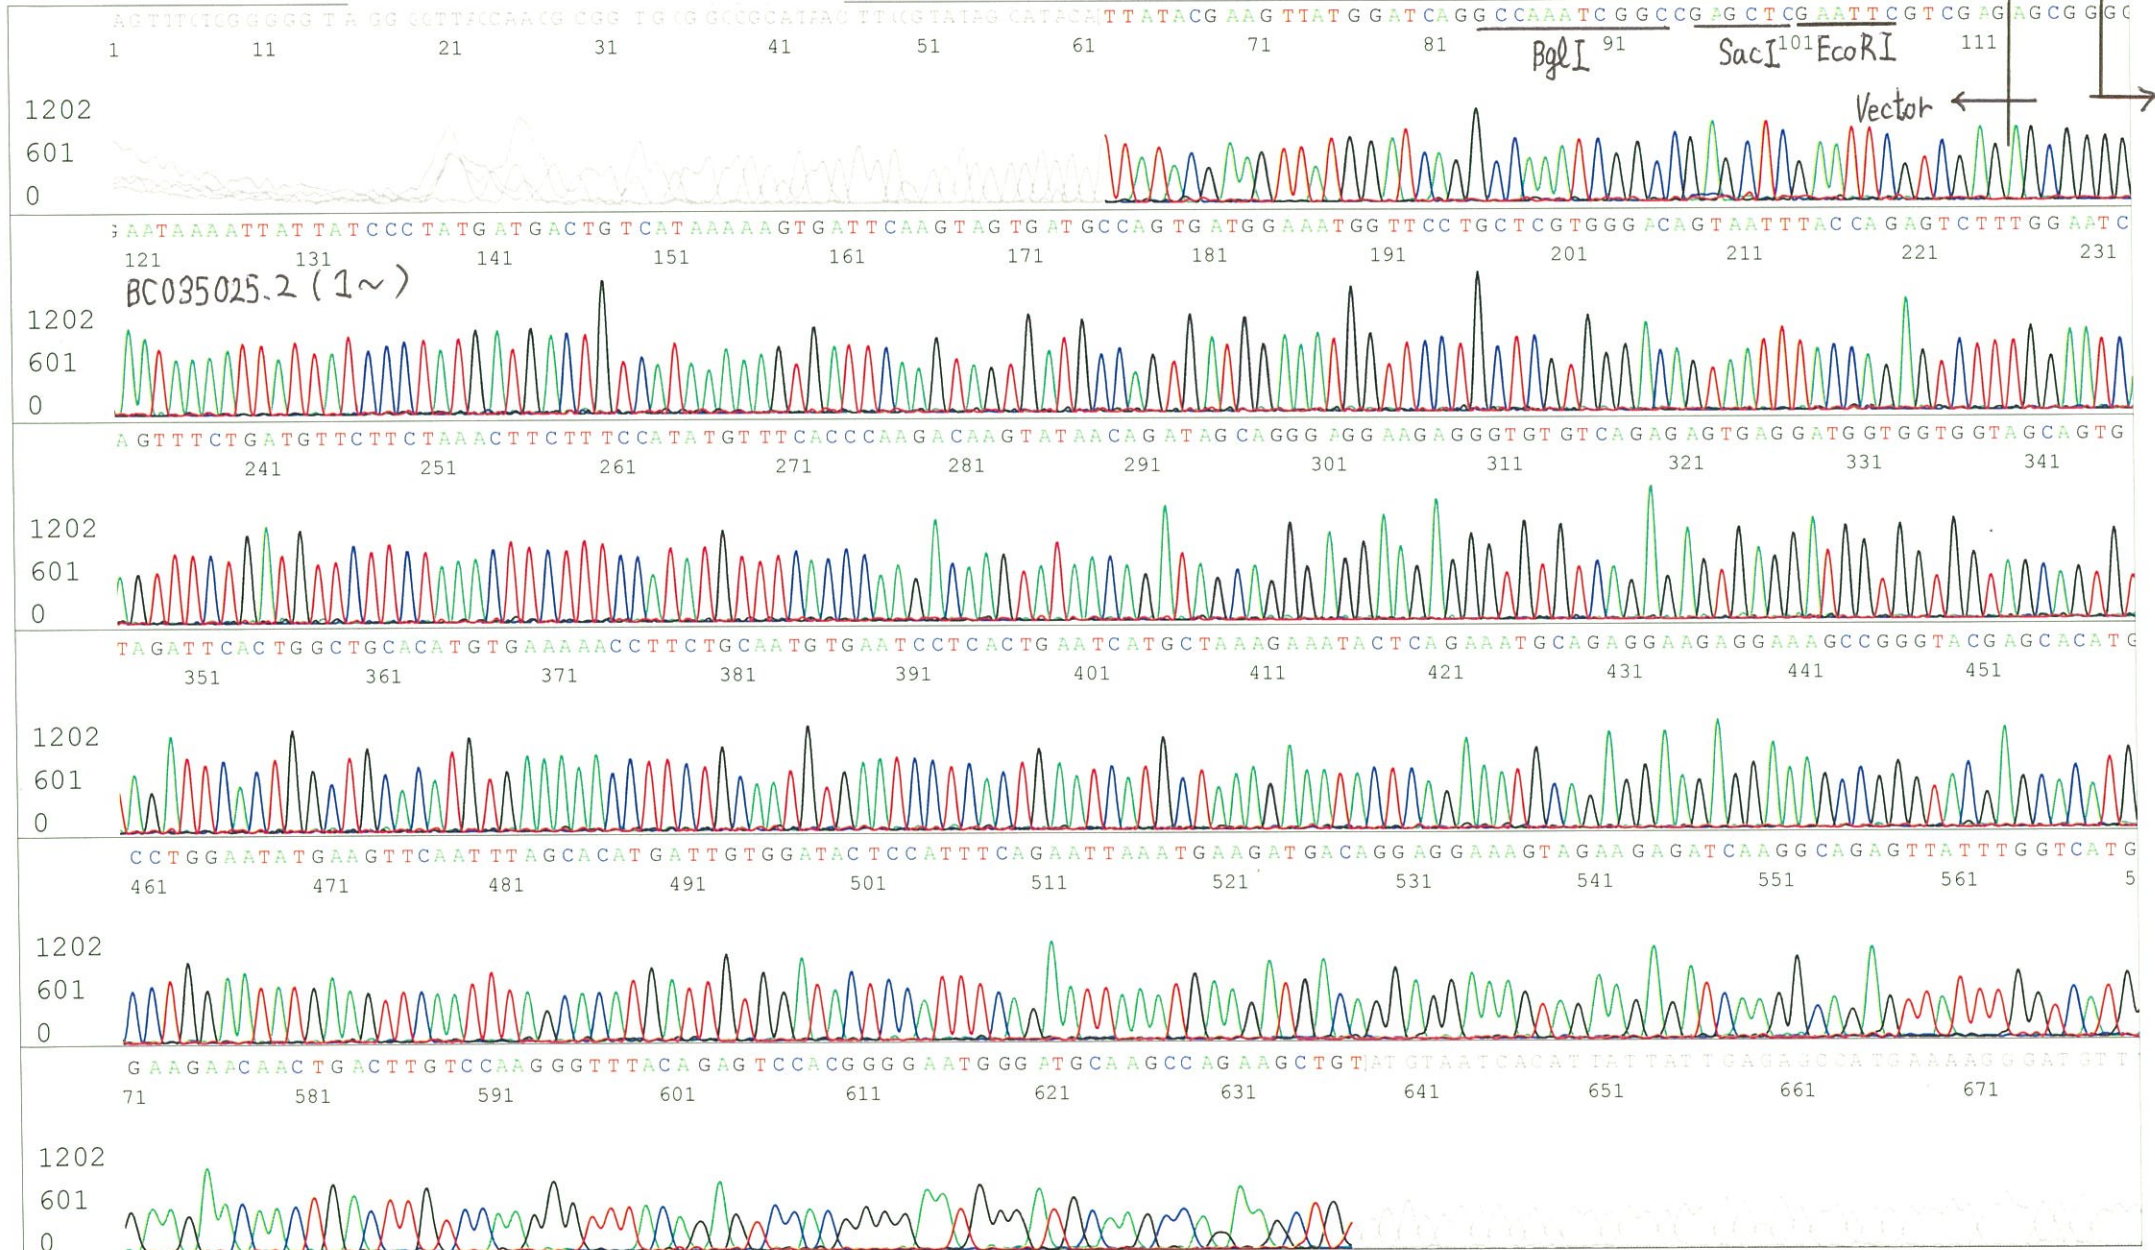 TTATACGAAGTTATGGATCAGGCCAAATCGGCCGAGCTCGAATTCGTCGAGAGCGGGG
1 11 21 31 41 51 61 71 81 91 101 111
BglI SacI EcoRI
Vector
1202
601
0
GAATAAAATTATTATCCCTATGATGACTGTCATAAAAAAGTGATTCAAGTAGTGATGCCAGTGATGGAAATGGTTCCTGCTCGTGGGACAGTAATTTACCAGAGTCTTTGGAATC
121 131 141 151 161 171 181 191 201 211 221 231
BC035025.2 (1~)
1202
601
0
AGTTTCTGATGTTCTTCTAAACTTCTTTCCATATGTTTCACCCAAGACAAGTATAACAGATAGCAGGGAGGAAGAGGGTGTGTCAGAGAGTGAGGATGGTGGTGGTAGCAGTG
241 251 261 271 281 291 301 311 321 331 341
1202
601
0
TAGATTCACTGGCTGCACATGTGAAAAACCTTCTGCAATGTGAATCCTCACTGAATCATGCTAAAGAAATACTCAGAAATGCAGAGGAAGAGGAAAGCCGGGTACGAGCACATG
351 361 371 381 391 401 411 421 431 441 451
1202
601
0
CCTGGAATATGAAGTTCAATTTAGCACATGATTGTGGATACTCCATTTCAGAATTAAATGAAGATGACAGGAGGAAAGTAGAAGAGATCAAGGCAGAGTTATTTGGTCATG
461 471 481 491 501 511 521 531 541 551 561 5
1202
601
0
GAAGAACAACTGACTTGTCCAAGGGTTTACAGAGTCCACGGGGAATGGGATGCAAGCCAGAAGCTGTATGTAATCACATTATTATTGAGAGCCATGAAAAGGGATGTT
71 581 591 601 611 621 631 641 651 661 671
1202
601
0